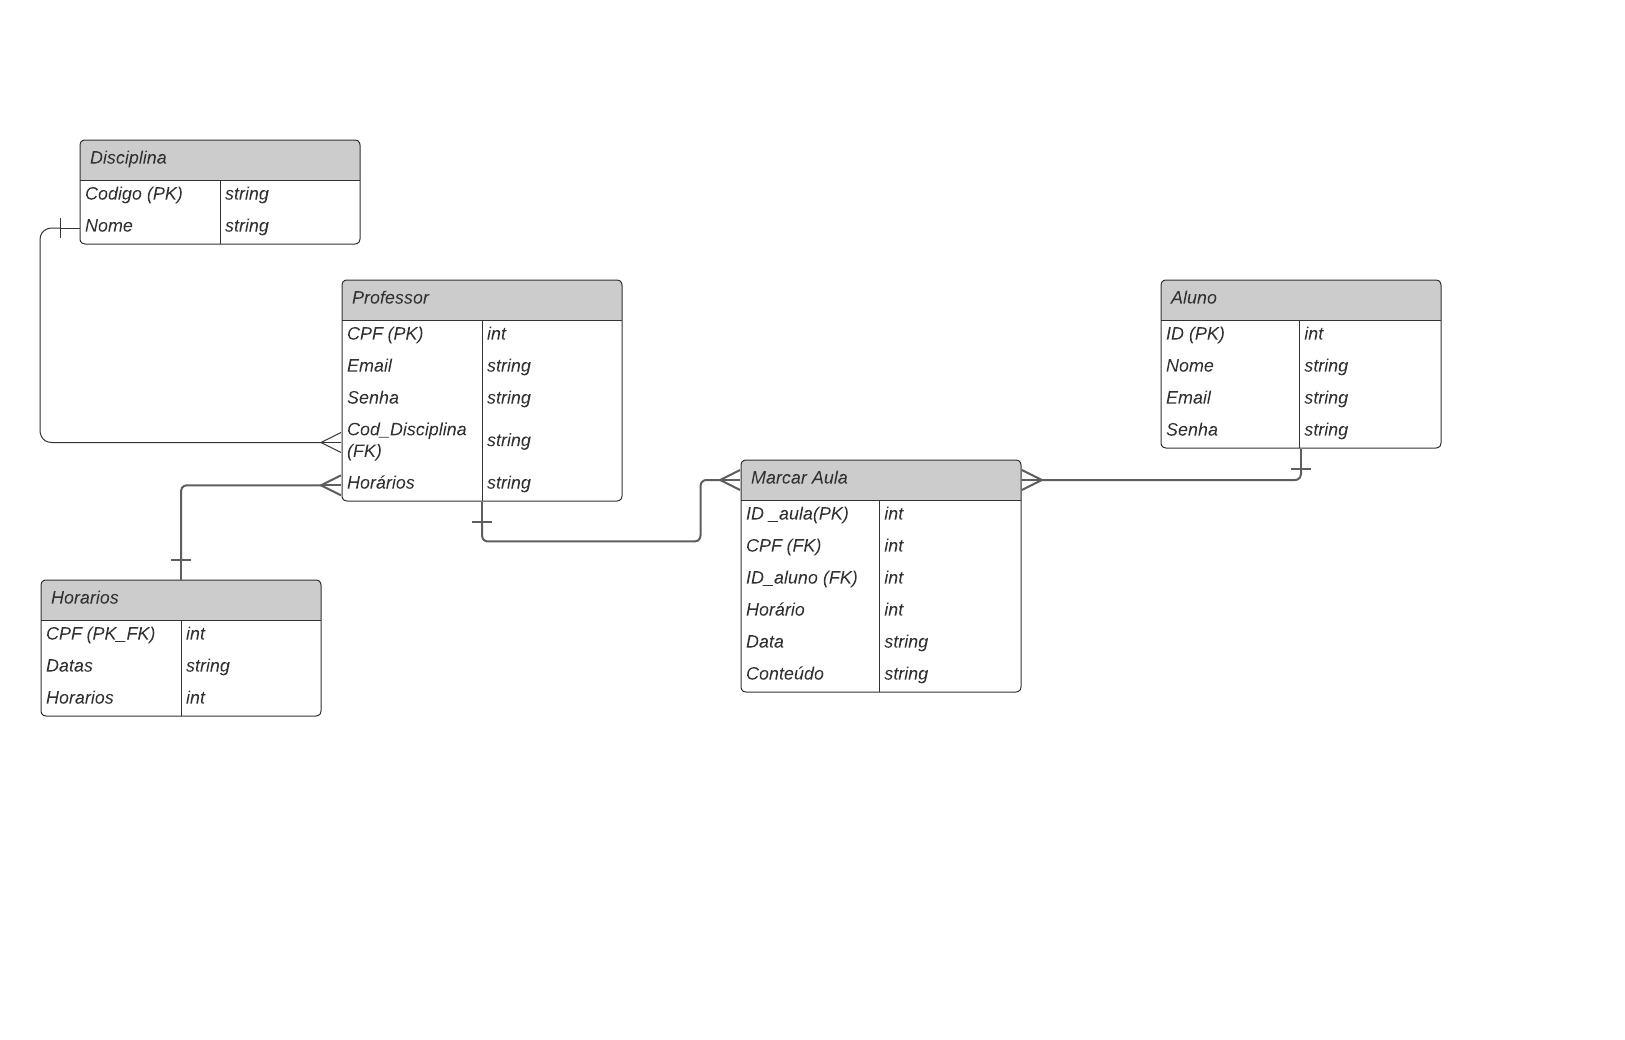 Disciplina
Codigo (PK) string
Nome string
Professor
CPF (PK) int
Email string
Senha string
Cod_Disciplina
(FK) string
Horários string
Aluno
ID (PK) int
Nome string
Email string
Senha string
Marcar Aula
ID _aula(PK) int
CPF (FK) int
ID_aluno (FK) int
Horário int
Data string
Conteúdo string
Horarios
CPF (PK_FK) int
Datas string
Horarios int